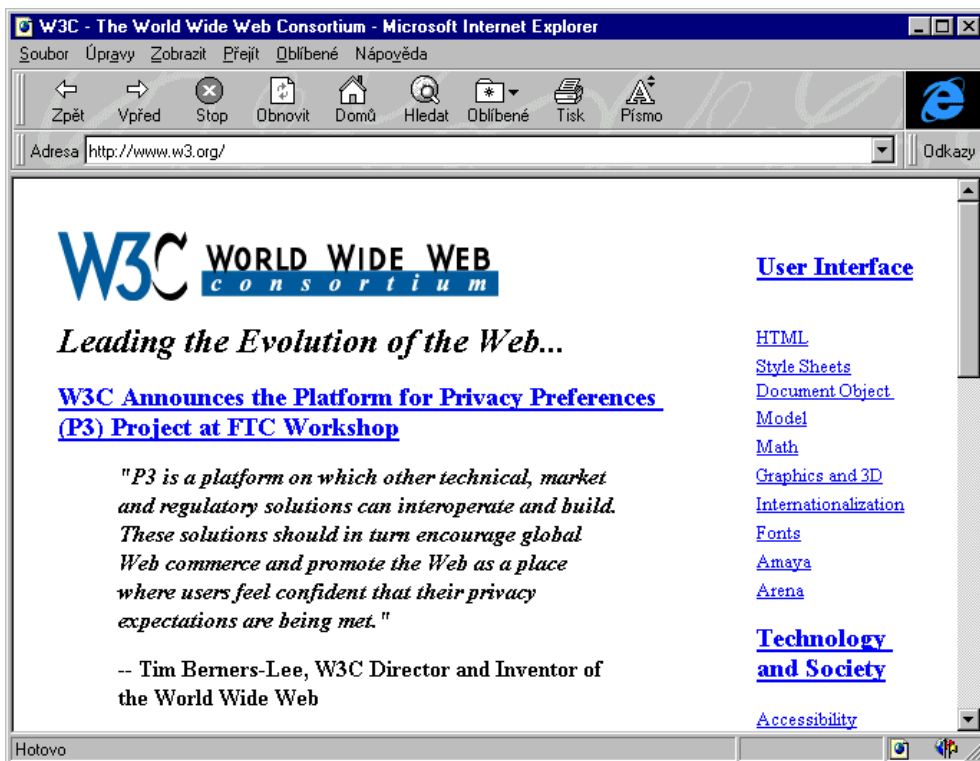 W3C - The World Wide Web Consortium - Microsoft Internet Explorer
Soubor Úpravy Zobrazit Přejít Oblíbené Nápověda
Zpět Vpřed Stop Obnovit Domů Hledat Oblíbené Tisk Písmo
Adresa http://www.w3.org/ Odkazy
W3C WORLD WIDE WEB
consortium
Leading the Evolution of the Web...
W3C Announces the Platform for Privacy Preferences
(P3) Project at FTC Workshop
"P3 is a platform on which other technical, market
and regulatory solutions can interoperate and build.
These solutions should in turn encourage global
Web commerce and promote the Web as a place
where users feel confident that their privacy
expectations are being met."
-- Tim Berners-Lee, W3C Director and Inventor of
the World Wide Web
User Interface
HTML
Style Sheets
Document Object
Model
Math
Graphics and 3D
Internationalization
Fonts
Amaya
Arena
Technology
and Society
Accessibility
Hotovo